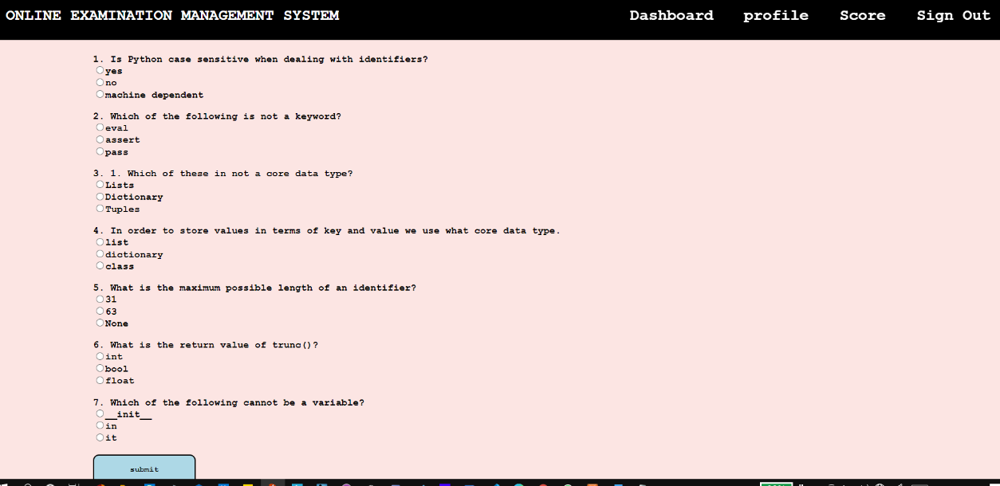 ONLINE EXAMINATION MANAGEMENT SYSTEM Dashboard profile Score Sign Out
1. Is Python case sensitive when dealing with identifiers?
yes
no
machine dependent
2. Which of the following is not a keyword?
eval
assert
pass
3. 1. Which of these in not a core data type?
Lists
Dictionary
Tuples
4. In order to store values in terms of key and value we use what core data type.
list
dictionary
class
5. What is the maximum possible length of an identifier?
31
63
None
6. What is the return value of trunc()?
int
bool
float
7. Which of the following cannot be a variable?
__init__
in
it
submit